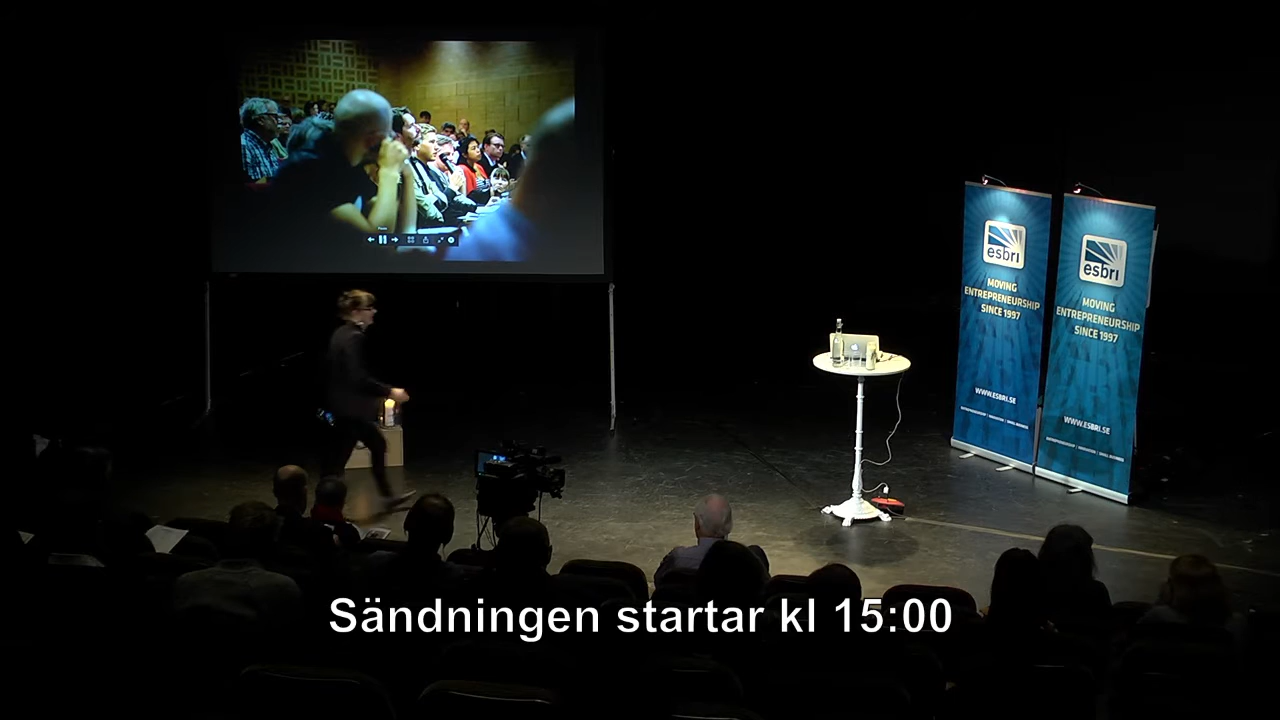 esbri
MOVING
ENTREPRENEURSHIP
SINCE 1997
WWW.ESBRI.SE
esbri
MOVING
ENTREPRENEURSHIP
SINCE 1997
WWW.ESBRI.SE
Sändningen startar kl 15:00